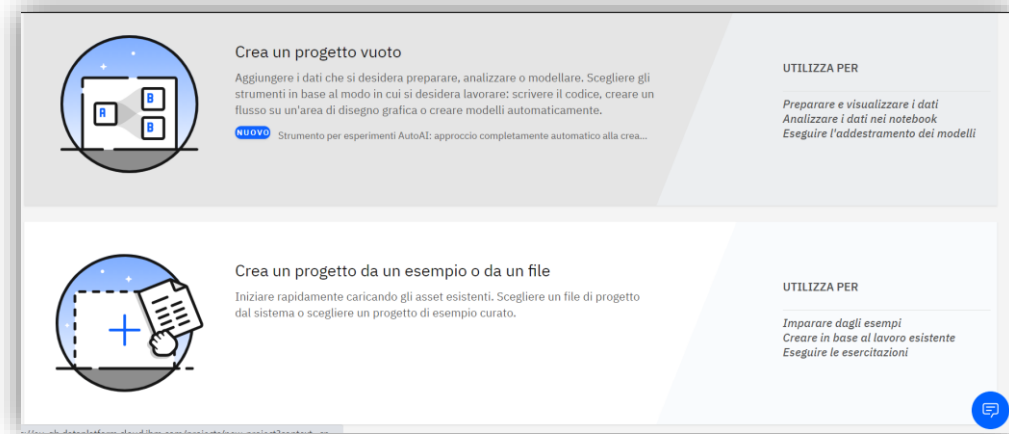 Crea un progetto vuoto
Aggiungere i dati che si desidera preparare, analizzare o modellare. Scegliere gli
strumenti in base al modo in cui si desidera lavorare: scrivere il codice, creare un
flusso su un'area di disegno grafica o creare modelli automaticamente.
NUOVO Strumento per esperimenti AutoAI: approccio completamente automatico alla crea...
UTILIZZA PER
Preparare e visualizzare i dati
Analizzare i dati nei notebook
Eseguire l'addestramento dei modelli
A
B
B
Crea un progetto da un esempio o da un file
Iniziare rapidamente caricando gli asset esistenti. Scegliere un file di progetto
dal sistema o scegliere un progetto di esempio curato.
UTILIZZA PER
Imparare dagli esempi
Creare in base al lavoro esistente
Eseguire le esercitazioni